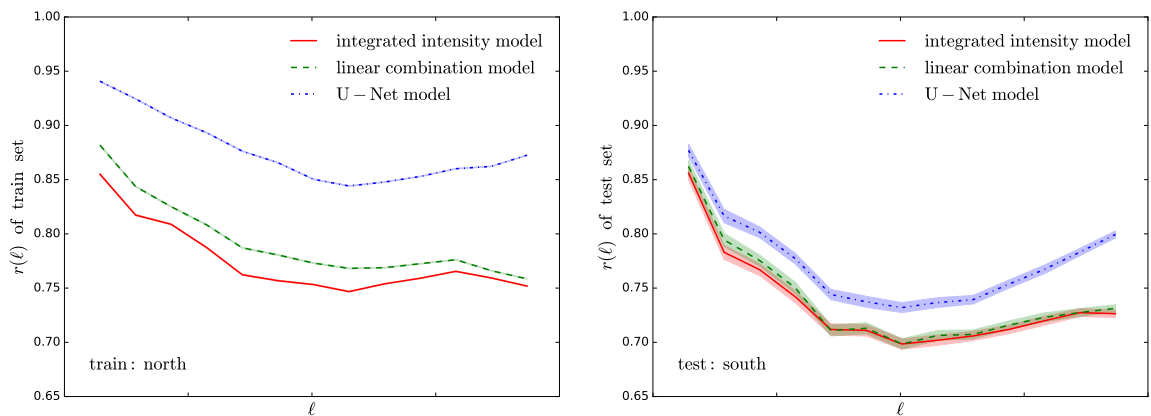 1.00
0.95
0.90
0.85
0.80
0.75
0.70
0.65
r(ℓ) of train set
integrated intensity model
linear combination model
U − Net model
train : north
ℓ
1.00
0.95
0.90
0.85
0.80
0.75
0.70
0.65
r(ℓ) of test set
integrated intensity model
linear combination model
U − Net model
test : south
ℓ